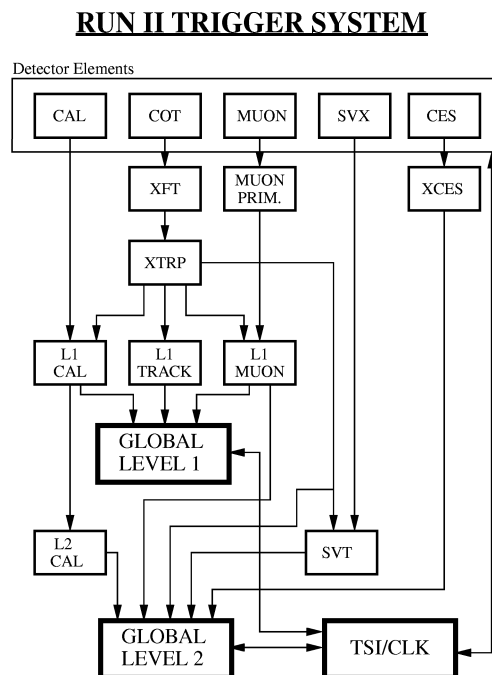 RUN II TRIGGER SYSTEM
Detector Elements
CAL
COT
MUON
SVX
CES
XFT
MUON
PRIM.
XCES
XTRP
L1
CAL
L1
TRACK
L1
MUON
GLOBAL
LEVEL 1
L2
CAL
SVT
GLOBAL
LEVEL 2
TSI/CLK